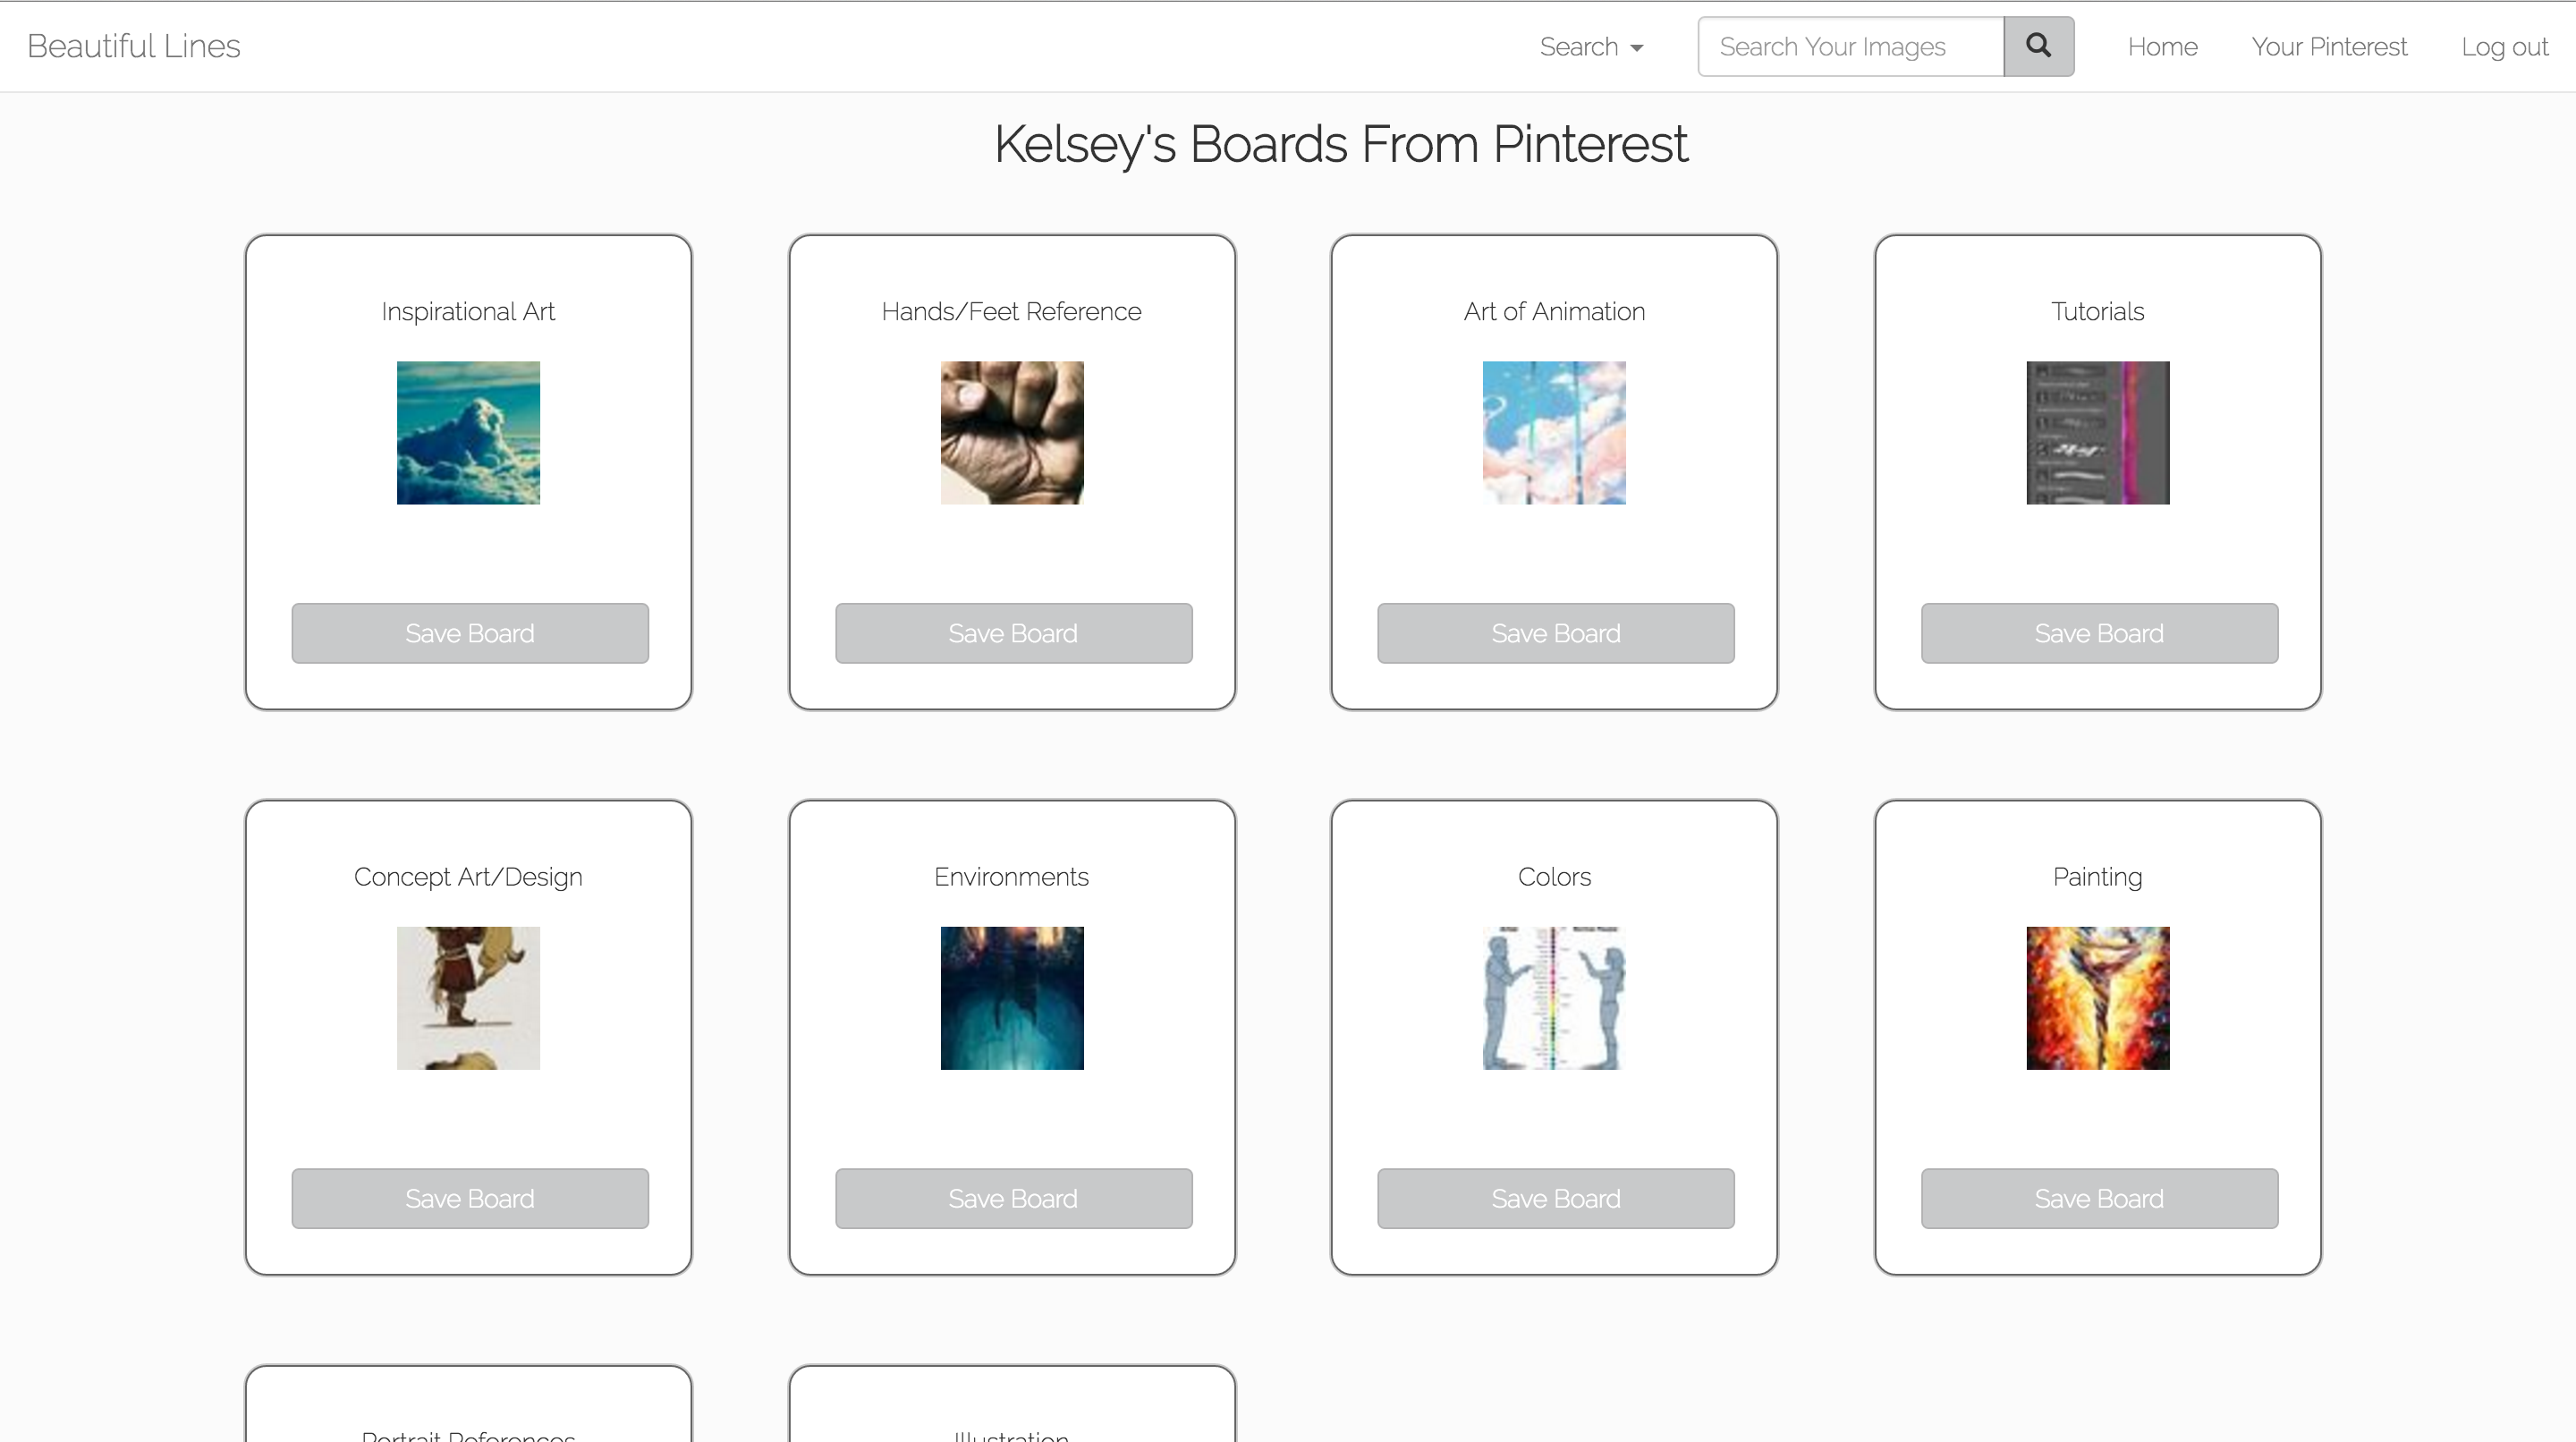 Beautiful Lines
Search
Search Your Images
Home
Your Pinterest
Log out
Kelsey's Boards From Pinterest
Inspirational Art
Hands/Feet Reference
Art of Animation
Tutorials
Save Board
Save Board
Save Board
Save Board
Concept Art/Design
Environments
Colors
Painting
Save Board
Save Board
Save Board
Save Board
Portrait References
Illustration